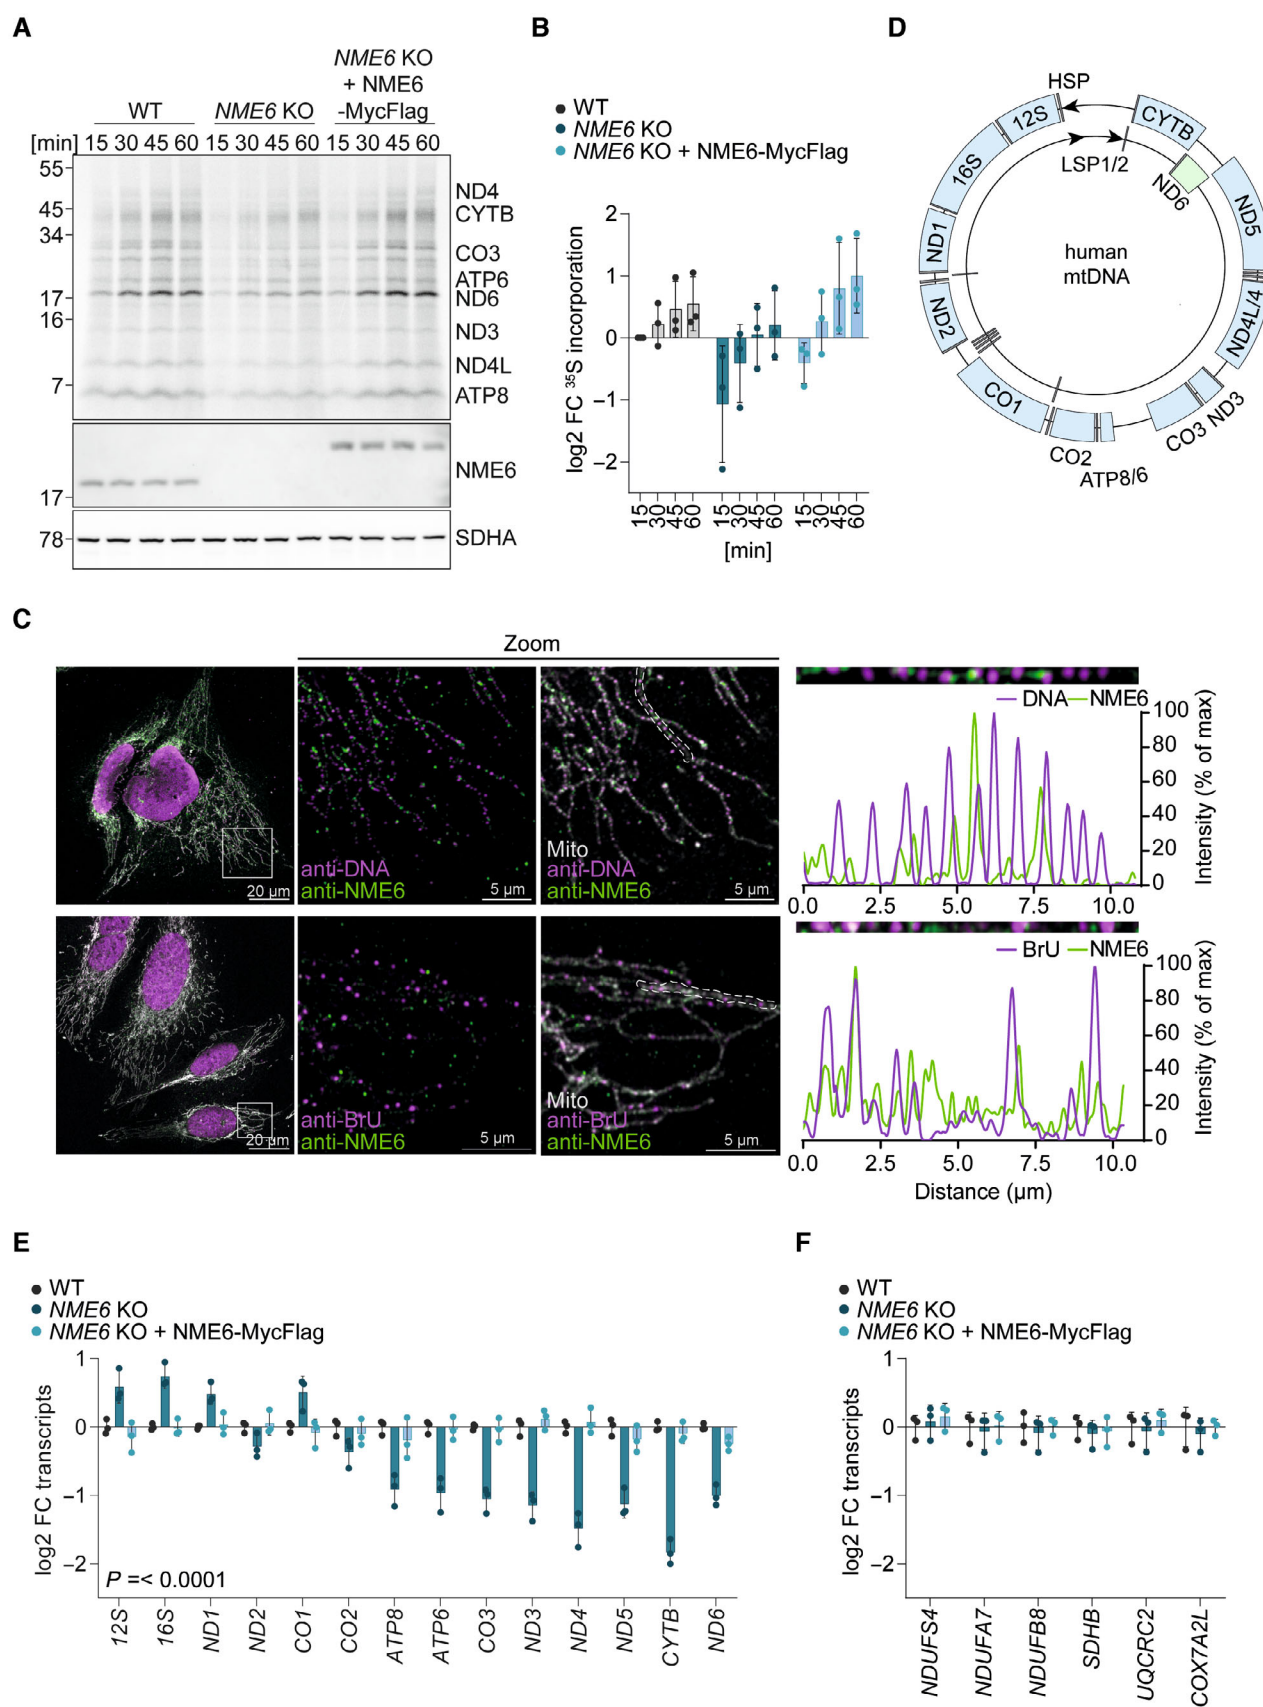 A
NME6 KO
+ NME6
-MycFlag
WT
NME6 KO
[min] 15 30 45 60 15 30 45 60 15 30 45 60
55
45
34
17
16
7
ND4
CYTB
CO3
ATP6
ND6
ND3
ND4L
ATP8
17
NME6
78
SDHA
B
WT
NME6 KO
NME6 KO + NME6-MycFlag
log2 FC ³⁵S incorporation
2
1
0
−1
−2
15 30 45 60 15 30 45 60 15 30 45 60
[min]
D
HSP
12S
CYTB
LSP1/2
16S
ND6
ND5
ND1
human
mtDNA
ND2
ND4L/4
CO1
ND3
CO3
CO2
ATP8/6
C
Zoom
20 µm
anti-DNA
anti-NME6
5 µm
Mito
anti-DNA
anti-NME6
5 µm
DNA NME6
100
80
60
40
20
0
Intensity (% of max)
0.0 2.5 5.0 7.5 10.0
20 µm
anti-BrU
anti-NME6
5 µm
Mito
anti-BrU
anti-NME6
5 µm
BrU NME6
100
80
60
40
20
0
Intensity (% of max)
0.0 2.5 5.0 7.5 10.0
Distance (µm)
E
WT
NME6 KO
NME6 KO + NME6-MycFlag
log2 FC transcripts
1
0
−1
−2
P =< 0.0001
12S 16S ND1 ND2 CO1 CO2 ATP8 ATP6 CO3 ND3 ND4 ND5 CYTB ND6
F
WT
NME6 KO
NME6 KO + NME6-MycFlag
log2 FC transcripts
1
0
−1
−2
NDUFS4 NDUFA7 NDUFB8 SDHB UQCRC2 COX7A2L